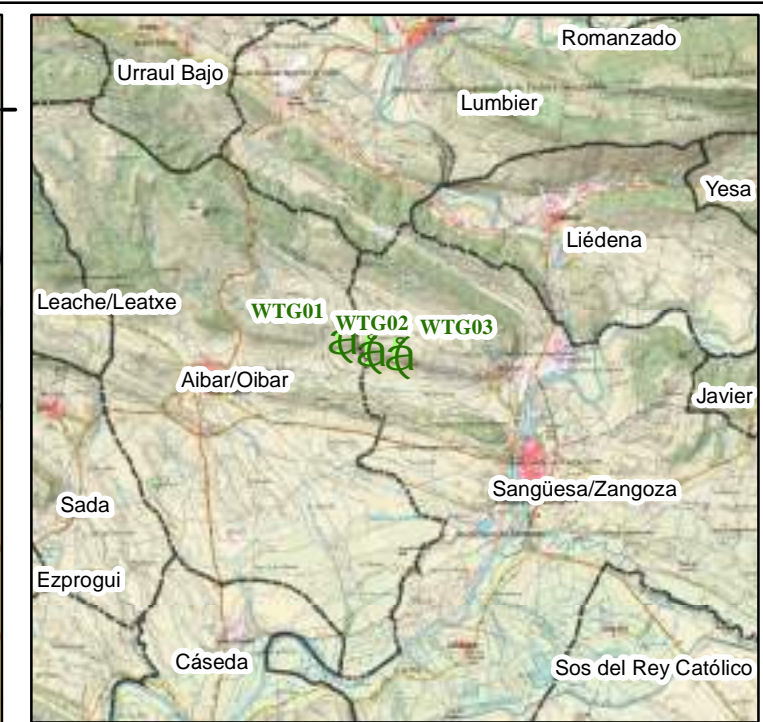 Romanzado
Urraul Bajo
Lumbier
Yesa
Liédena
Leache/Leatxe
WTG01
WTG02
WTG03
Aibar/Oibar
Javier
Sangüesa/Zangoza
Sada
Ezprogui
Cáseda
Sos del Rey Católico